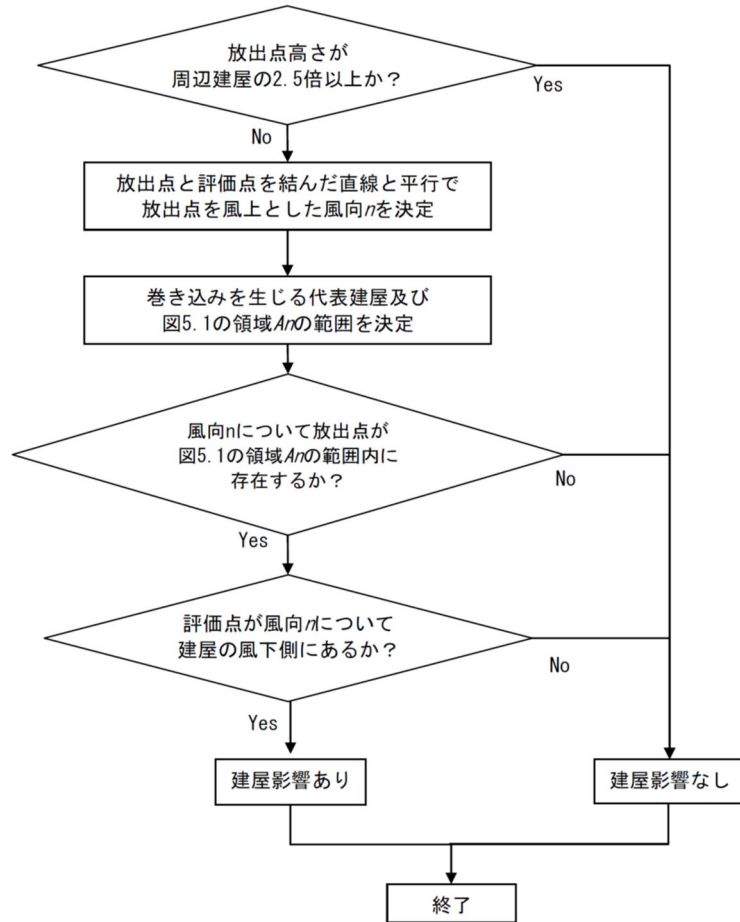 放出点高さが
周辺建屋の2.5倍以上か？
Yes
No
放出点と評価点を結んだ直線と平行で
放出点を風上とした風向nを決定
巻き込みを生じる代表建屋及び
図5.1の領域Anの範囲を決定
風向nについて放出点が
図5.1の領域Anの範囲内に
存在するか？
No
Yes
評価点が風向nについて
建屋の風下側にあるか？
No
Yes
建屋影響あり
建屋影響なし
終了